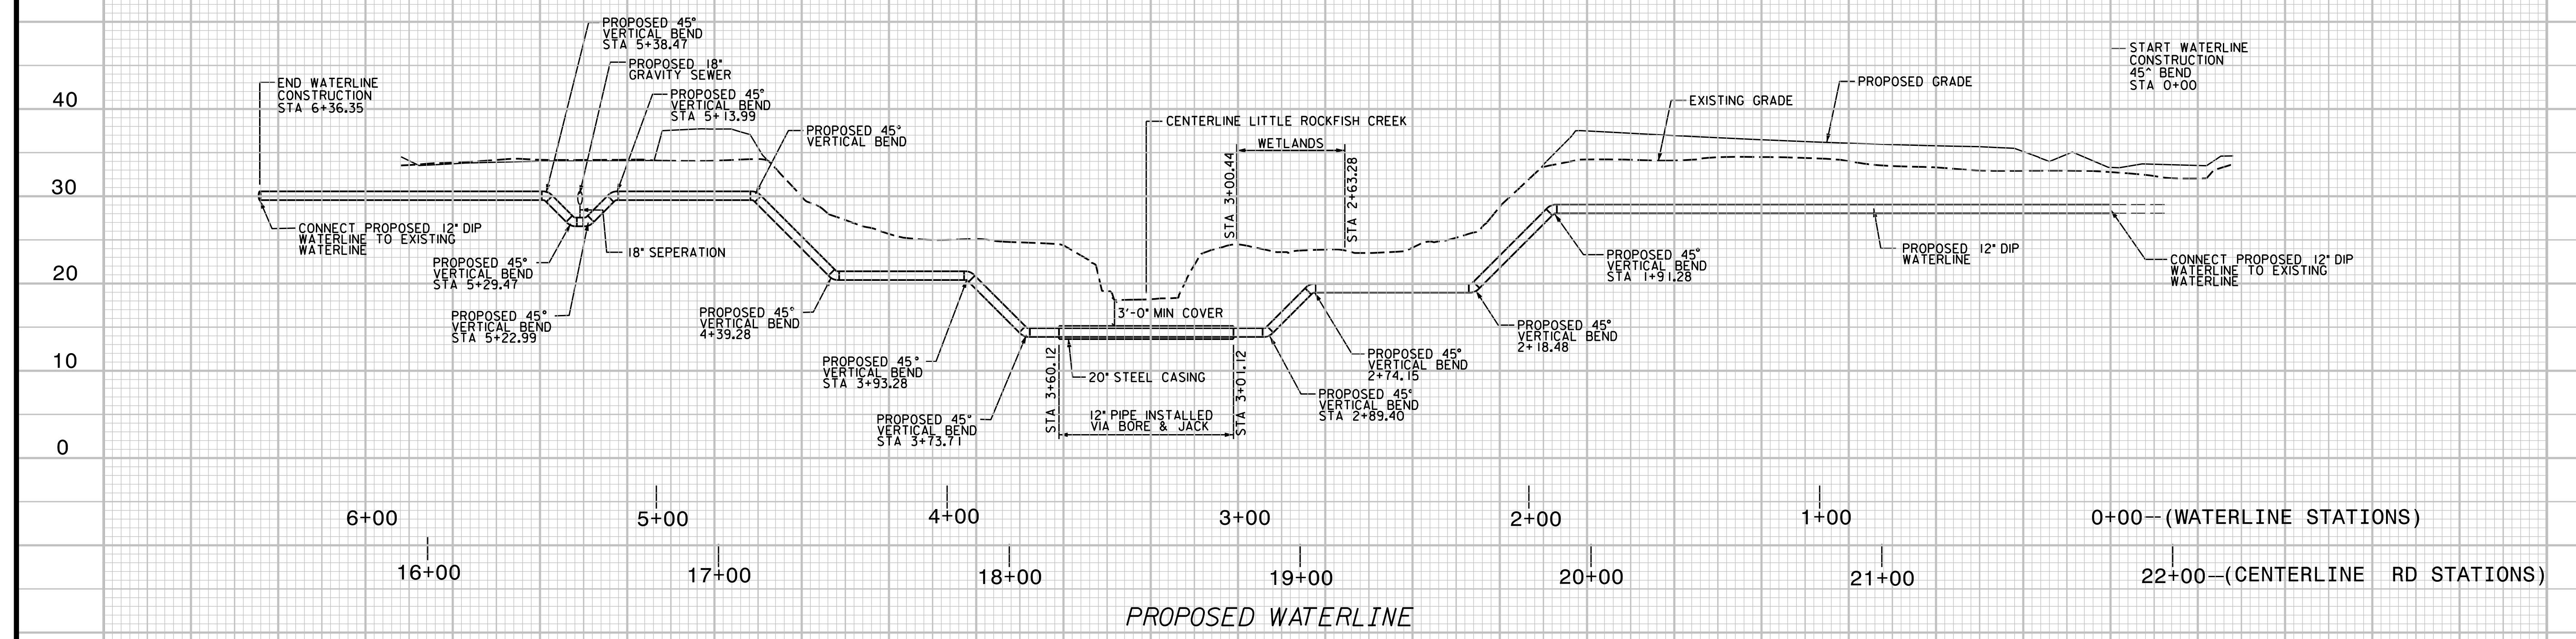 PROPOSED 45°
VERTICAL BEND
STA 5+38.47
PROPOSED 18"
GRAVITY SEWER
END WATERLINE
CONSTRUCTION
STA 6+36.35
PROPOSED 45°
VERTICAL BEND
STA 5+13.99
PROPOSED 45°
VERTICAL BEND
CENTERLINE LITTLE ROCKFISH CREEK
WETLANDS
STA 3+00.44
STA 2+63.28
EXISTING GRADE
PROPOSED GRADE
START WATERLINE
CONSTRUCTION
45^ BEND
STA 0+00
40
30
20
10
0
CONNECT PROPOSED 12" DIP
WATERLINE TO EXISTING
WATERLINE
18" SEPERATION
PROPOSED 45°
VERTICAL BEND
STA 5+29.47
PROPOSED 45°
VERTICAL BEND
STA 5+22.99
PROPOSED 45°
VERTICAL BEND
4+39.28
PROPOSED 45°
VERTICAL BEND
STA 3+93.28
PROPOSED 45°
VERTICAL BEND
STA 3+73.71
3'-0" MIN COVER
STA 3+60.12
20" STEEL CASING
12" PIPE INSTALLED
VIA BORE & JACK
STA 3+01.12
PROPOSED 45°
VERTICAL BEND
2+74.15
PROPOSED 45°
VERTICAL BEND
STA 2+89.40
PROPOSED 45°
VERTICAL BEND
2+18.48
PROPOSED 45°
VERTICAL BEND
STA 1+91.28
PROPOSED 12" DIP
WATERLINE
CONNECT PROPOSED 12" DIP
WATERLINE TO EXISTING
WATERLINE
6+00 5+00 4+00 3+00 2+00 1+00 0+00--(WATERLINE STATIONS)
16+00 17+00 18+00 19+00 20+00 21+00 22+00--(CENTERLINE RD STATIONS)
PROPOSED WATERLINE